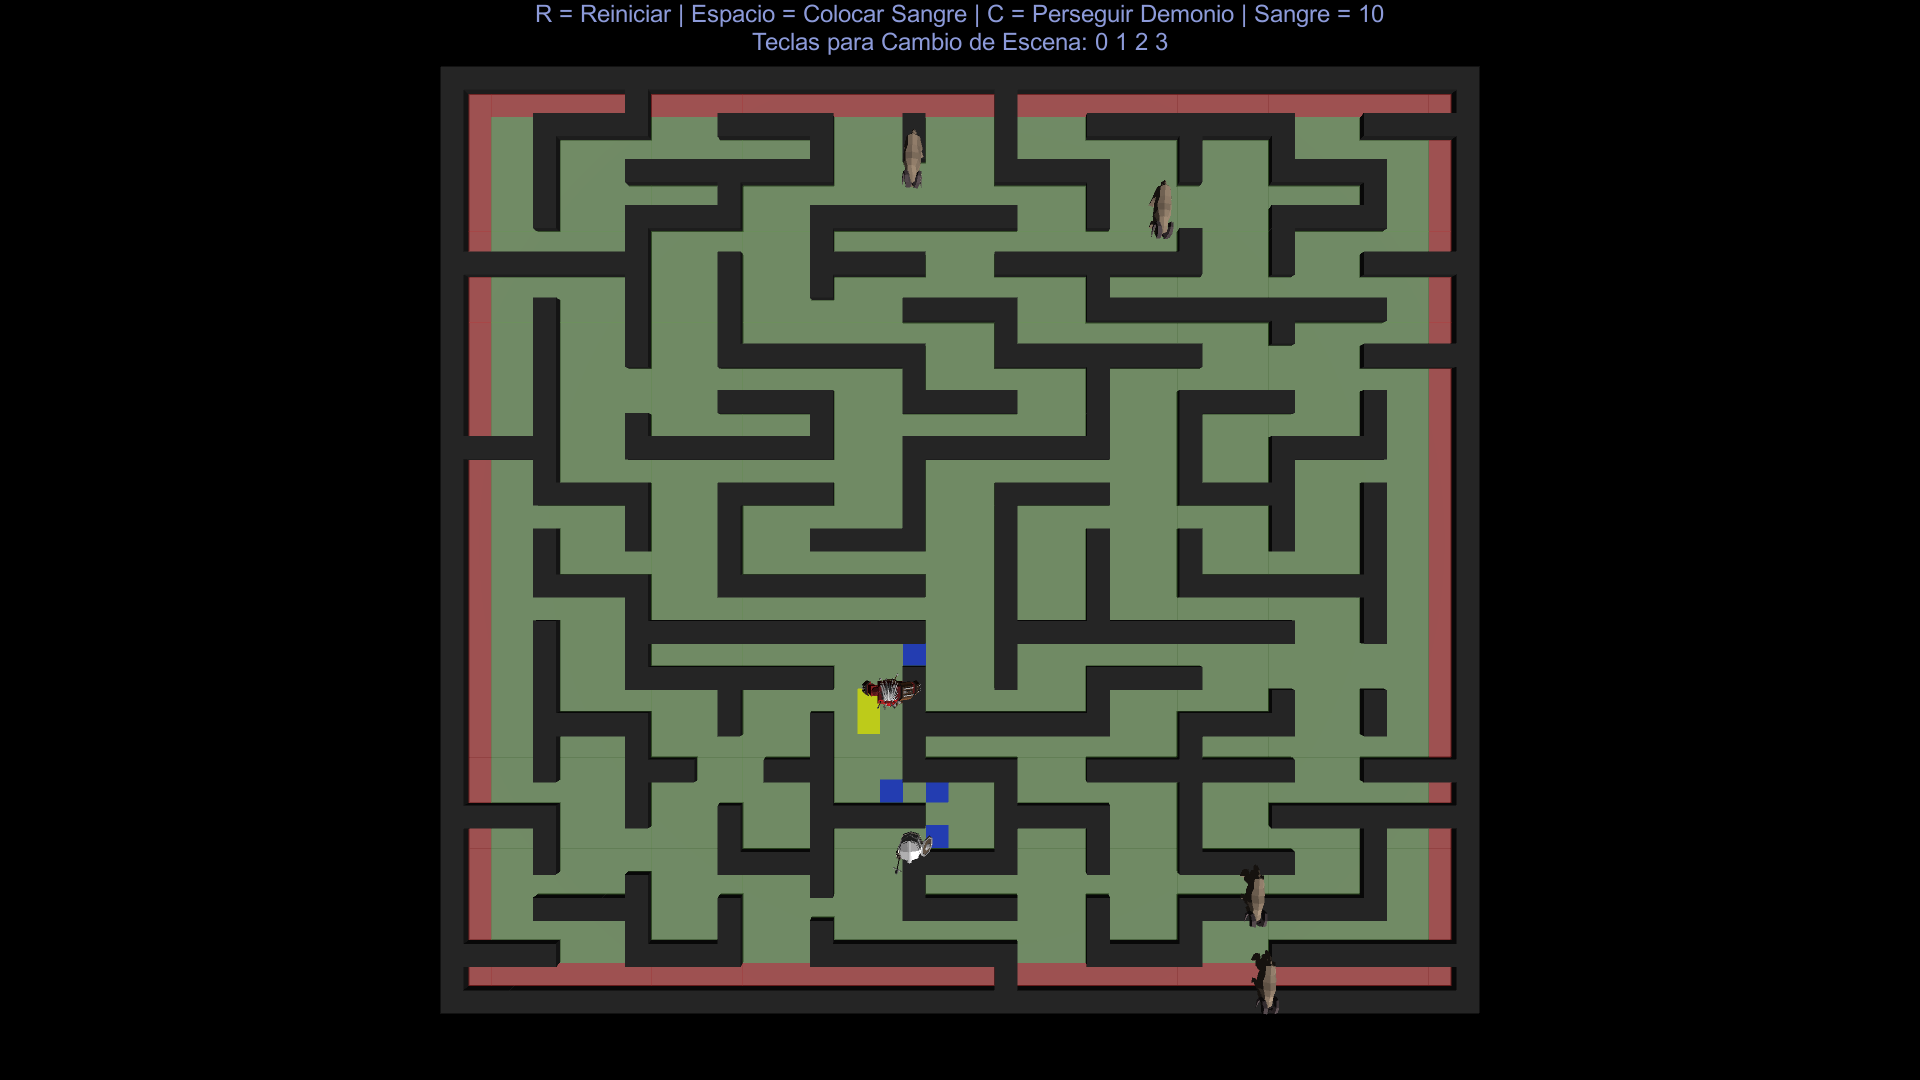 R = Reiniciar | Espacio = Colocar Sangre | C = Perseguir Demonio | Sangre = 10
Teclas para Cambio de Escena: 0 1 2 3